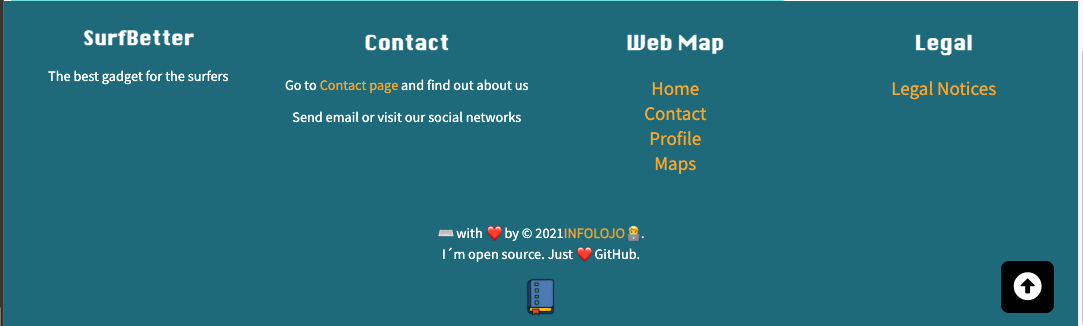 SurfBetter
The best gadget for the surfers
Contact
Go to Contact page and find out about us
Send email or visit our social networks
Web Map
Home
Contact
Profile
Maps
Legal
Legal Notices
⌨️ with ❤️ by © 2021INFOLOJO👨‍💻.
I´m open source. Just ❤️ GitHub.